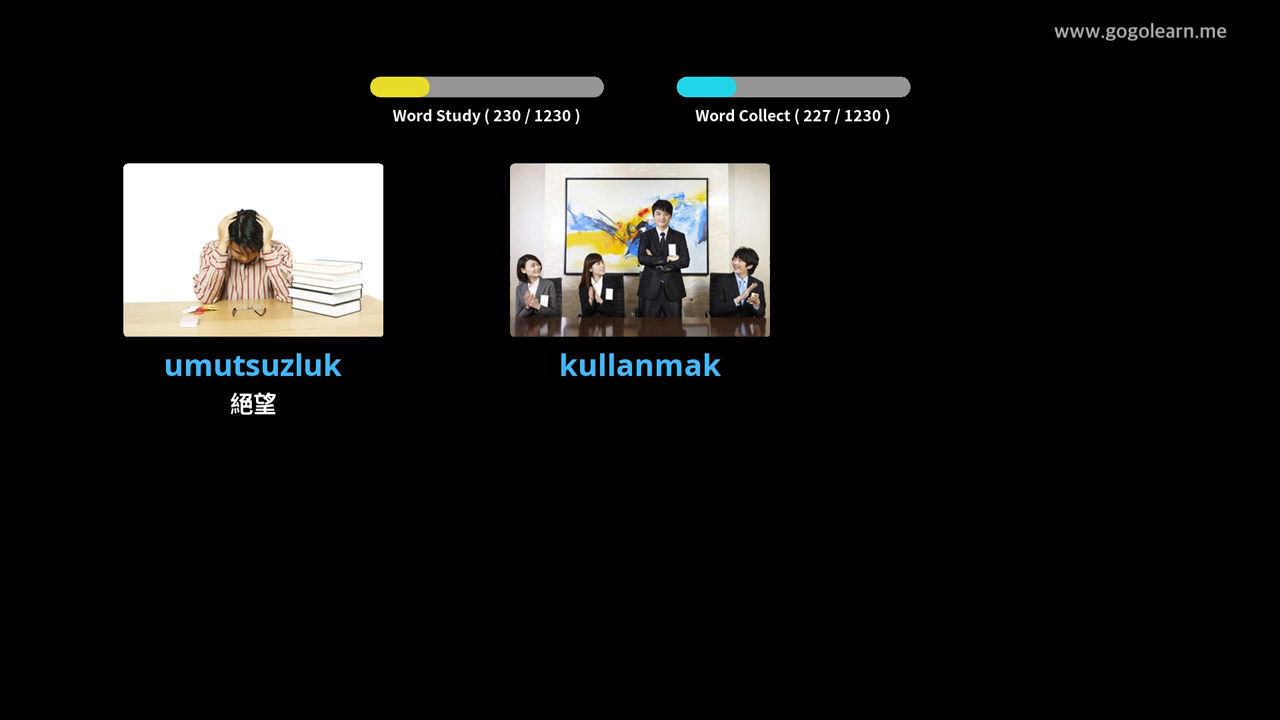 www.gogolearn.me
Word Study ( 230 / 1230 )
Word Collect ( 227 / 1230 )
umutsuzluk
絕望
kullanmak